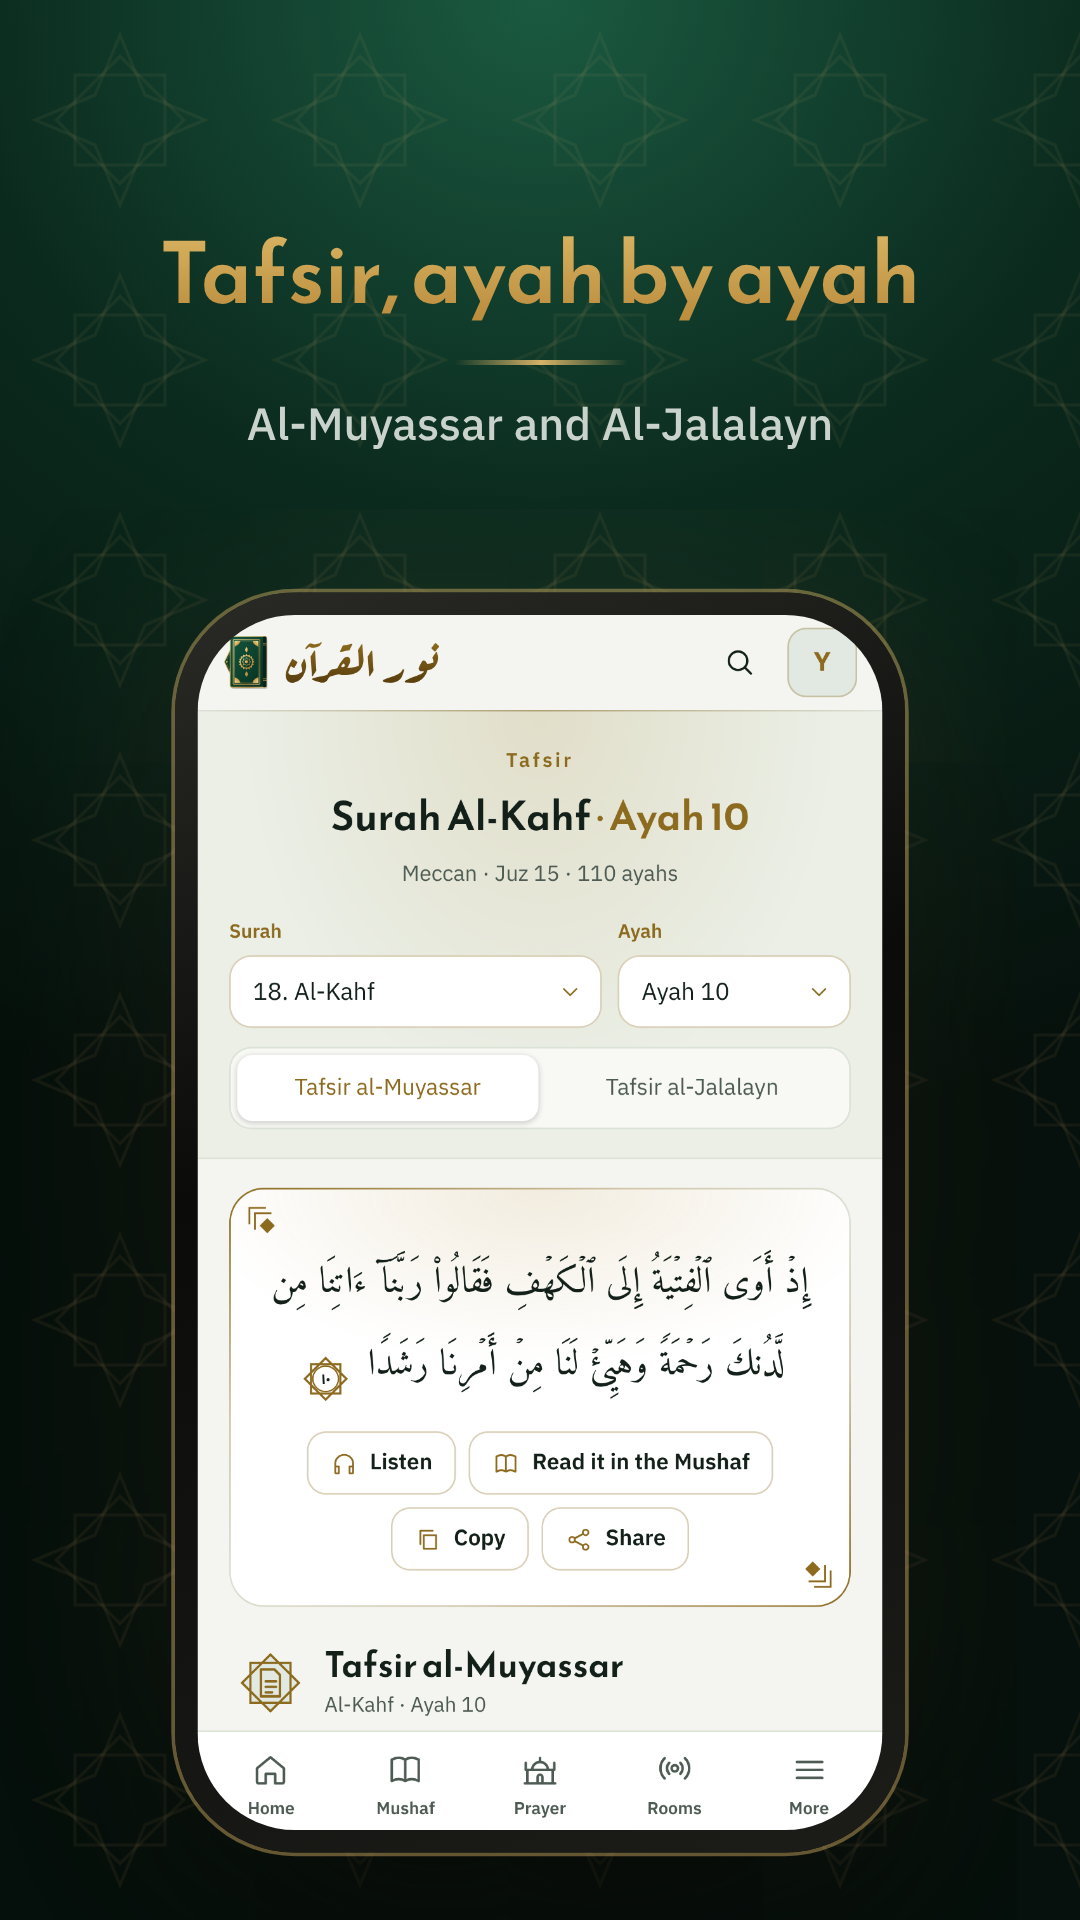 Tafsir, ayah by ayah
Al-Muyassar and Al-Jalalayn
نور القرآن
Y
Tafsir
Surah Al-Kahf · Ayah 10
Meccan · Juz 15 · 110 ayahs
Surah
Ayah
18. Al-Kahf
Ayah 10
Tafsir al-Muyassar
Tafsir al-Jalalayn
إِذۡ أَوَى ٱلۡفِتۡيَةُ إِلَى ٱلۡكَهۡفِ فَقَالُواْ رَبَّنَآ ءَاتِنَا مِن
لَّدُنكَ رَحۡمَةٗ وَهَيِّئۡ لَنَا مِنۡ أَمۡرِنَا رَشَدٗا ١٠
Listen
Read it in the Mushaf
Copy
Share
Tafsir al-Muyassar
Al-Kahf · Ayah 10
Home
Mushaf
Prayer
Rooms
More